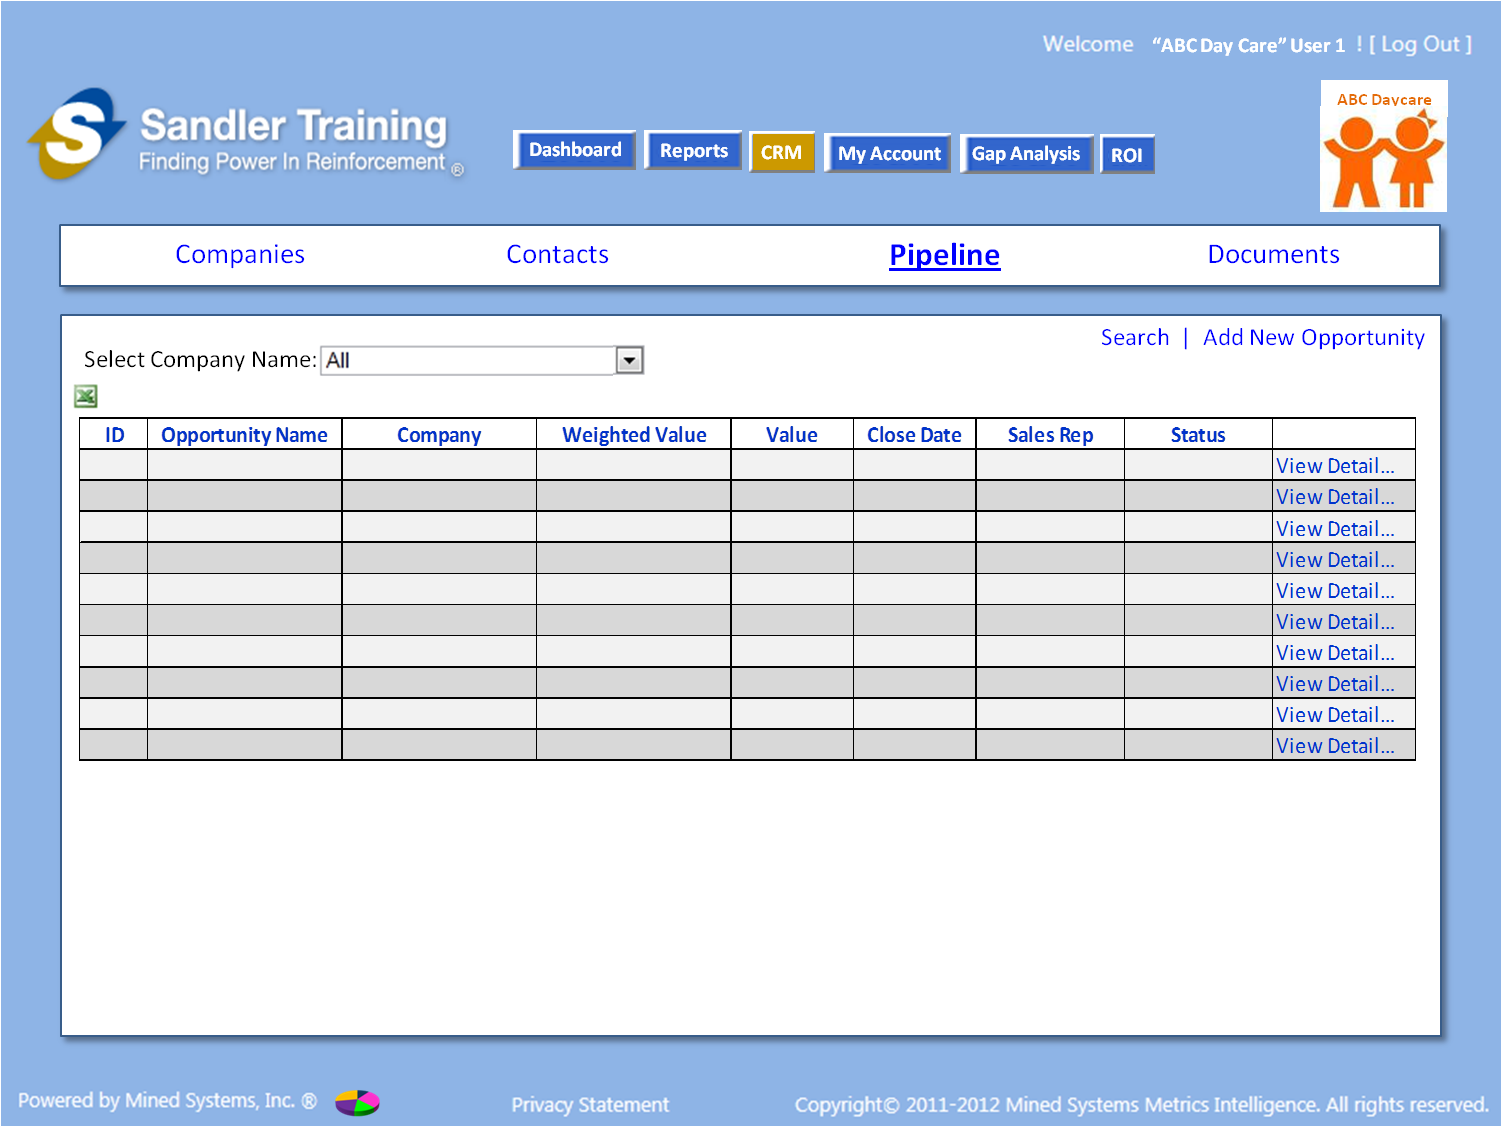 Welcome “ABC Day Care” User 1 ! [ Log Out ]
ABC Daycare
Sandler Training
Finding Power In Reinforcement ®
Dashboard Reports CRM My Account Gap Analysis ROI
Companies Contacts Pipeline Documents
Search | Add New Opportunity
Select Company Name: All
ID Opportunity Name Company Weighted Value Value Close Date Sales Rep Status
View Detail...
View Detail...
View Detail...
View Detail...
View Detail...
View Detail...
View Detail...
View Detail...
View Detail...
View Detail...
Powered by Mined Systems, Inc. ® Privacy Statement Copyright© 2011-2012 Mined Systems Metrics Intelligence. All rights reserved.